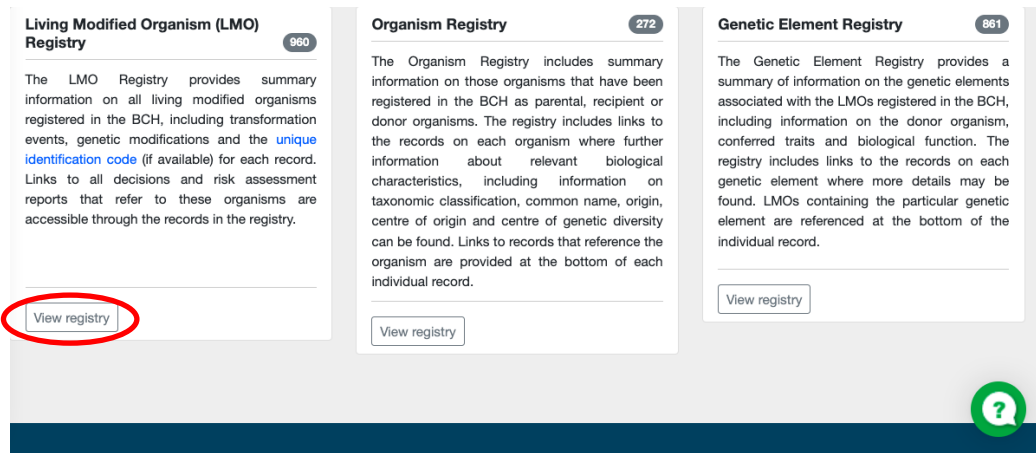 Living Modified Organism (LMO)
Registry 960
The LMO Registry provides summary
information on all living modified organisms
registered in the BCH, including transformation
events, genetic modifications and the unique
identification code (if available) for each record.
Links to all decisions and risk assessment
reports that refer to these organisms are
accessible through the records in the registry.
View registry
Organism Registry 272
The Organism Registry includes summary
information on those organisms that have been
registered in the BCH as parental, recipient or
donor organisms. The registry includes links to
the records on each organism where further
information about relevant biological
characteristics, including information on
taxonomic classification, common name, origin,
centre of origin and centre of genetic diversity
can be found. Links to records that reference the
organism are provided at the bottom of each
individual record.
View registry
Genetic Element Registry 861
The Genetic Element Registry provides a
summary of information on the genetic elements
associated with the LMOs registered in the BCH,
including information on the donor organism,
conferred traits and biological function. The
registry includes links to the records on each
genetic element where more details may be
found. LMOs containing the particular genetic
element are referenced at the bottom of the
individual record.
View registry
?